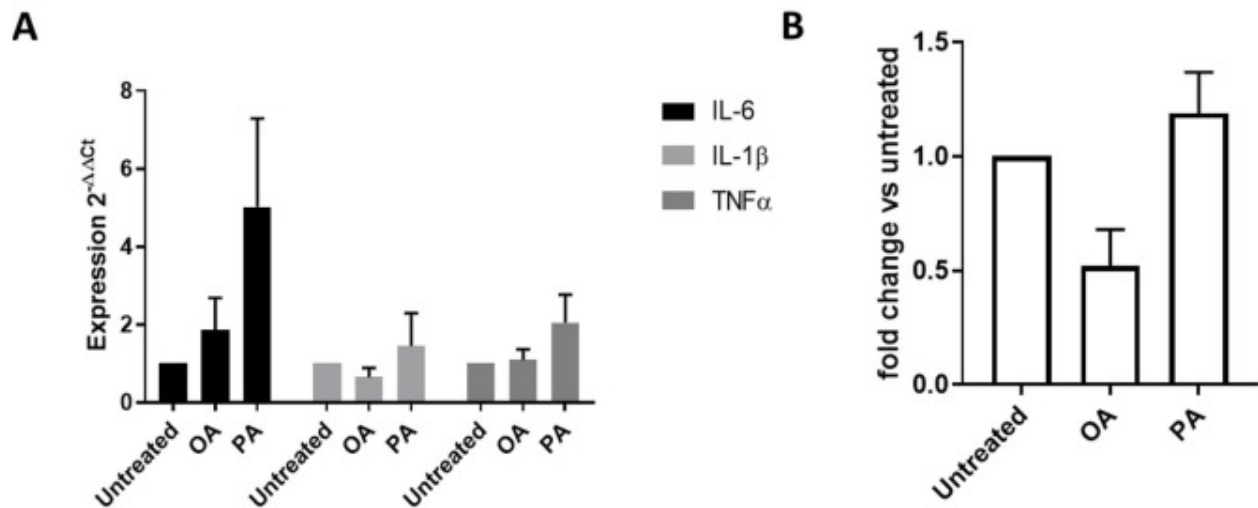 A
Expression 2-ΔΔCt
8
6
4
2
0
Untreated
OA
PA
Untreated
OA
PA
Untreated
OA
PA
IL-6
IL-1β
TNFα
B
fold change vs untreated
1.5
1.0
0.5
0.0
Untreated
OA
PA